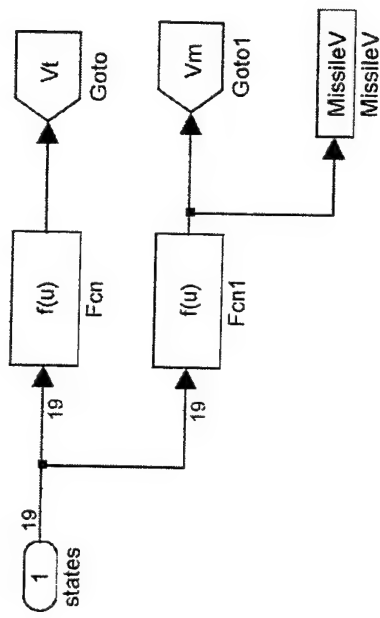 1
states
19
19
19
f(u)
Fcn
f(u)
Fcn1
Vt
Goto
Vm
Goto1
MissileV
MissileV